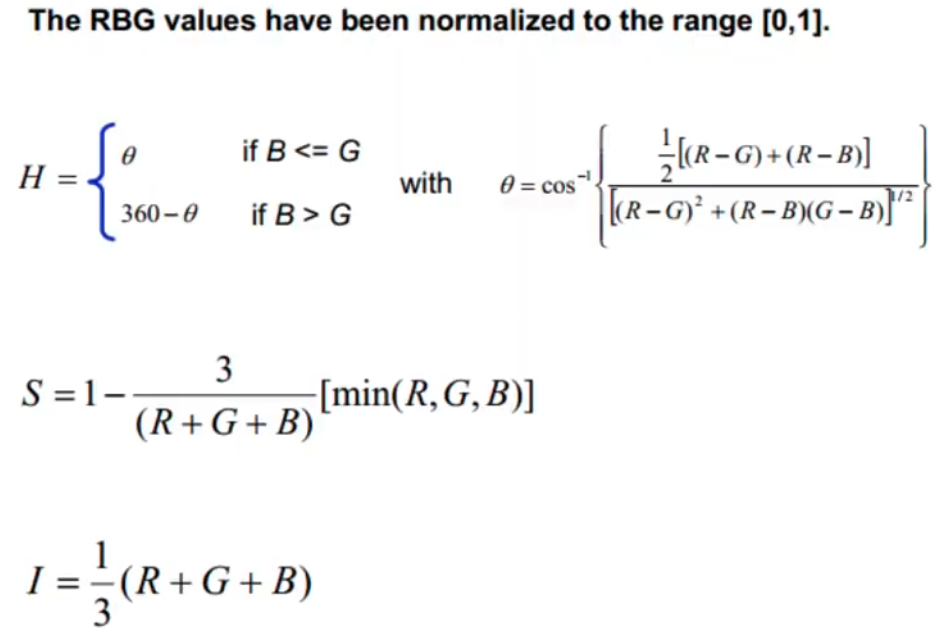 The RBG values have been normalized to the range [0,1].
H = { θ if B <= G
360 – θ if B > G
with θ = cos⁻¹ { ½[(R – G) + (R – B)] / [(R – G)² + (R – B)(G – B)]^1/2 }
S = 1 – 3/(R + G + B) [min(R, G, B)]
I = 1/3 (R + G + B)